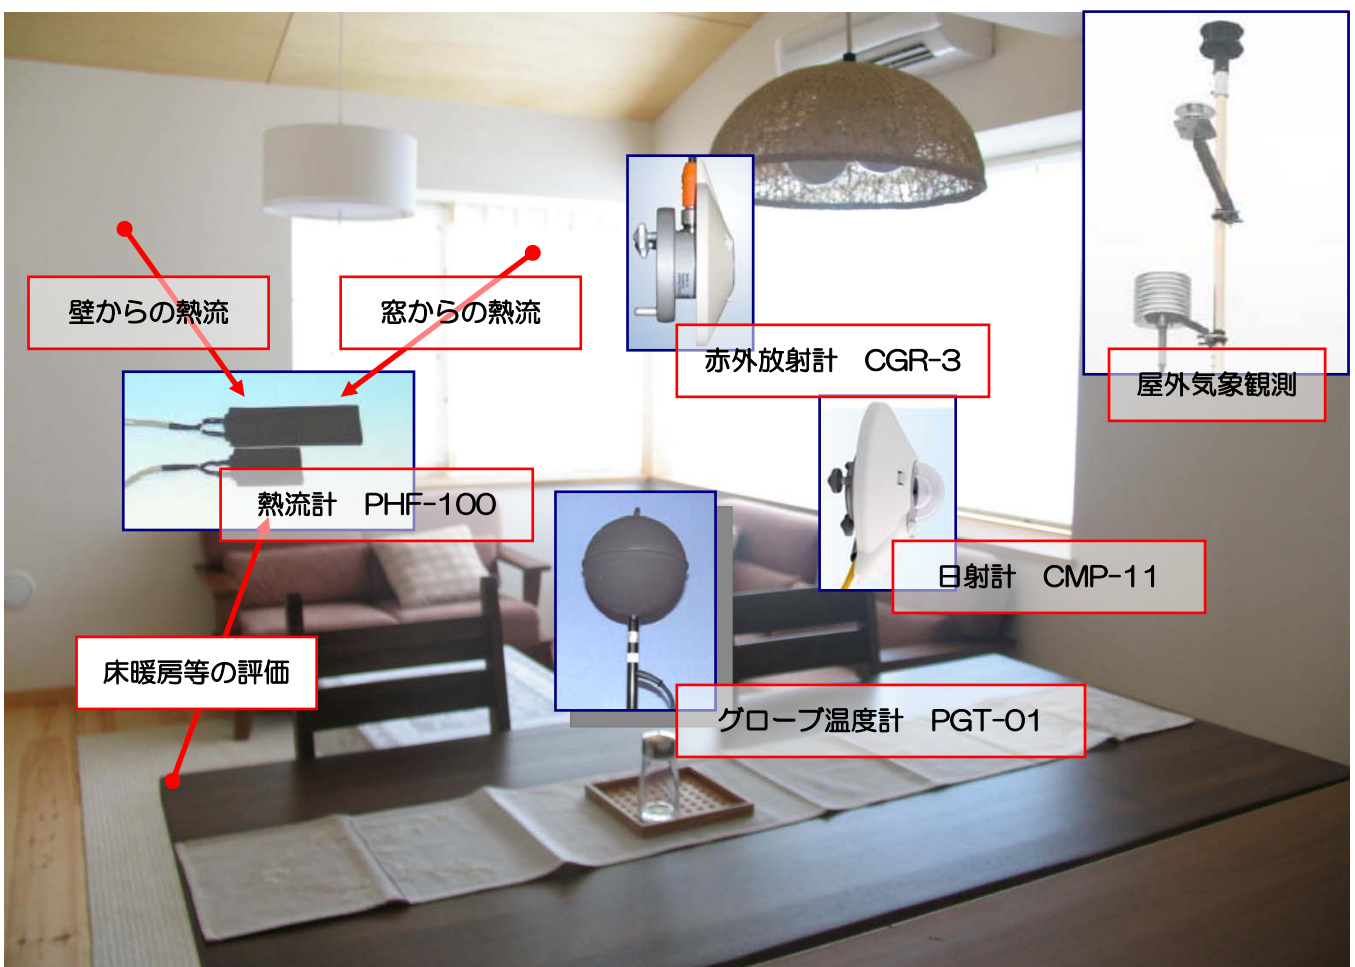 壁からの熱流
窓からの熱流
赤外放射計　CGR-3
屋外気象観測
熱流計　PHF-100
日射計　CMP-11
床暖房等の評価
グローブ温度計　PGT-01